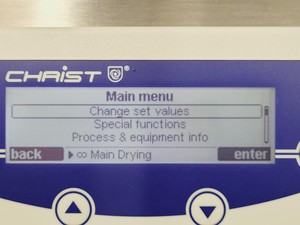 CHRIST
Main menu
Change set values
Special functions
Process & equipment info
back ▶ ∞ Main Drying enter